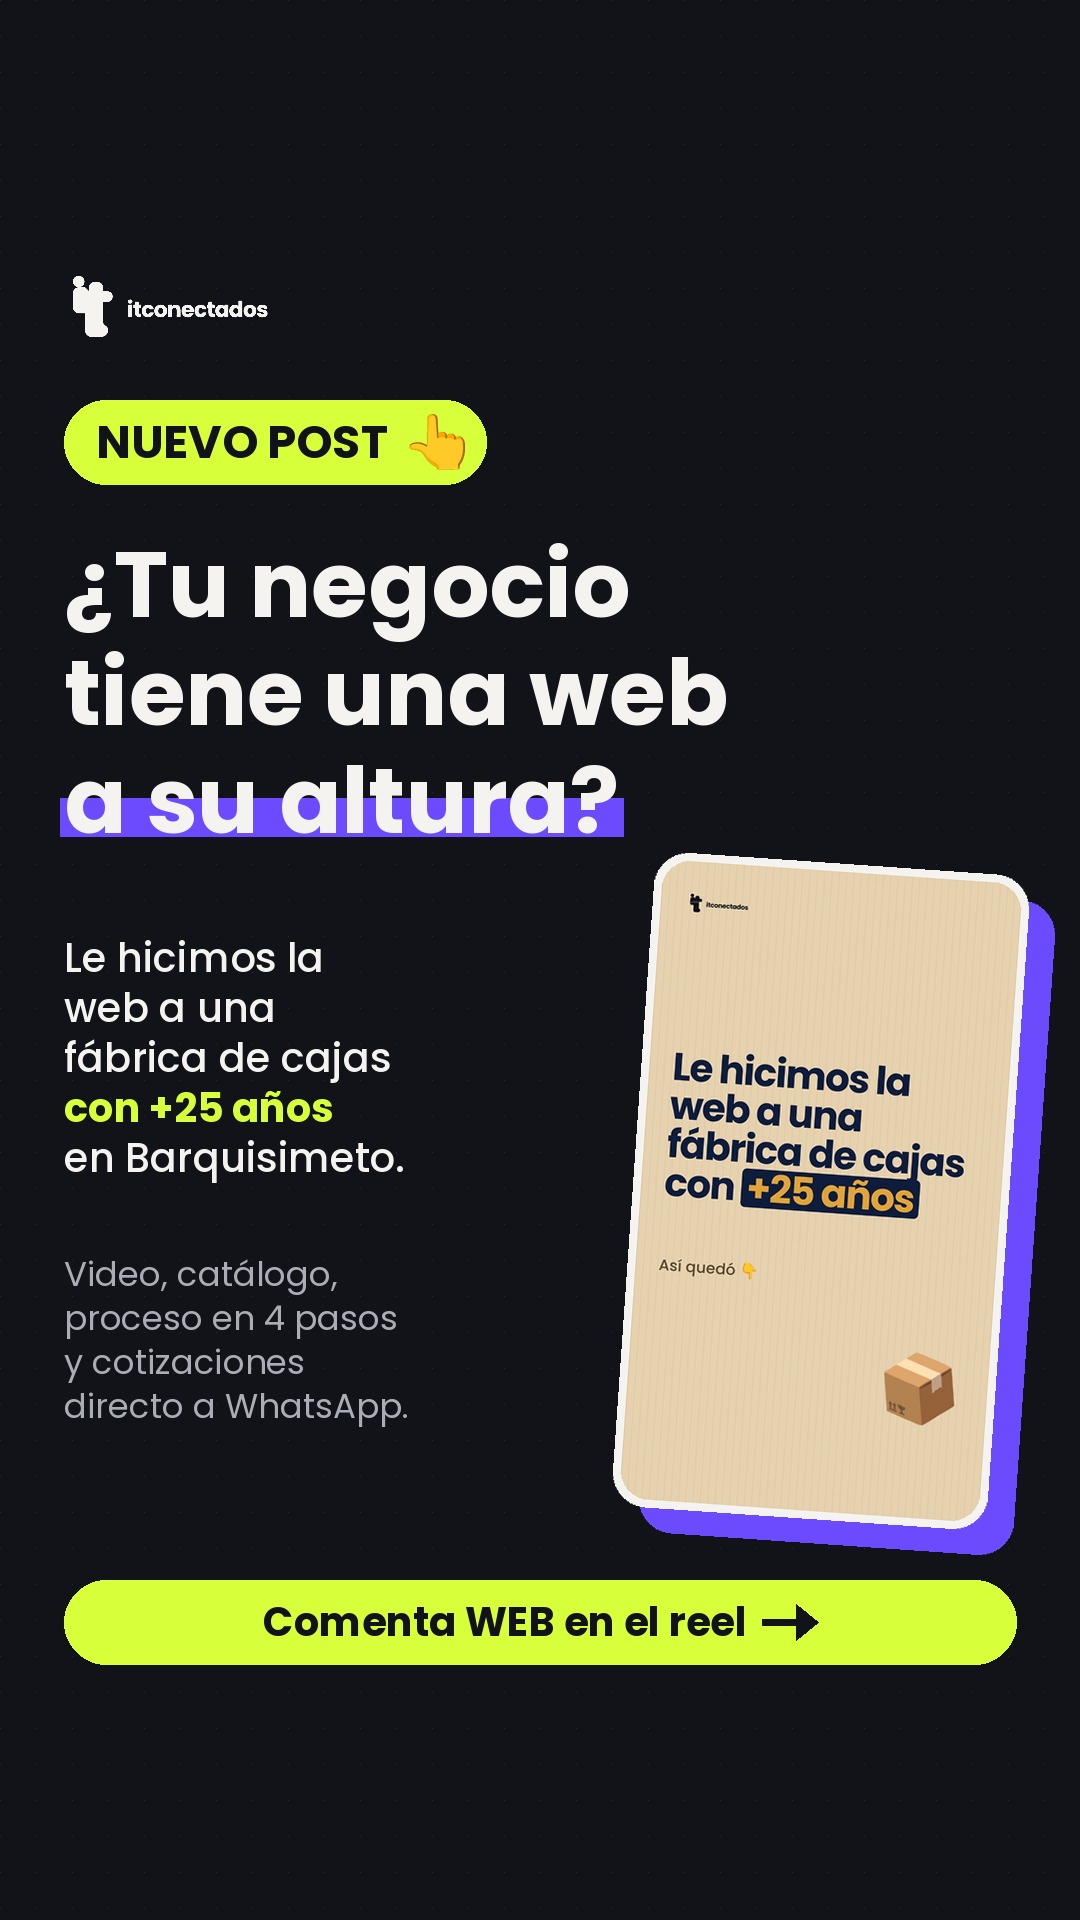 itconectados
NUEVO POST 👆
¿Tu negocio
tiene una web
a su altura?
Le hicimos la
web a una
fábrica de cajas
con +25 años
en Barquisimeto.
Video, catálogo,
proceso en 4 pasos
y cotizaciones
directo a WhatsApp.
itconectados
Le hicimos la
web a una
fábrica de cajas
con +25 años
Así quedó 👇
Comenta WEB en el reel →